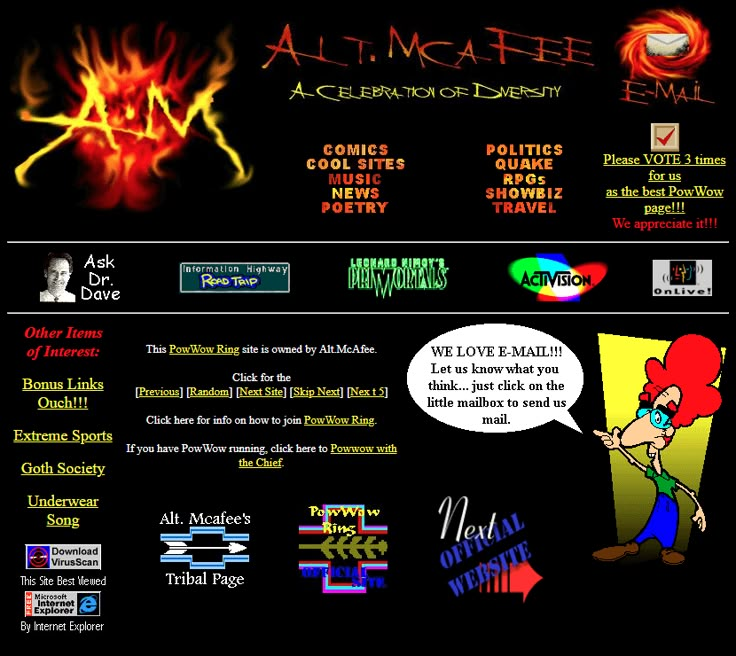 A.M
ALT. MCAFEE
A CELEBRATION OF DIVERSITY
E-MAIL
COMICS
COOL SITES
MUSIC
NEWS
POETRY
POLITICS
QUAKE
RPGs
SHOWBIZ
TRAVEL
Please VOTE 3 times
for us
as the best PowWow
page!!!
We appreciate it!!!
Ask
Dr.
Dave
Information Highway
ROAD TRIP
LEONARD NIMOY'S
PRIMORTALS
ACTIVISION
OnLive!
Other Items
of Interest:
Bonus Links
Ouch!!!
Extreme Sports
Goth Society
Underwear
Song
Download
VirusScan
This Site Best Viewed
FREE Microsoft
Internet
Explorer
By Internet Explorer
This PowWow Ring site is owned by Alt.McAfee.
Click for the
[Previous] [Random] [Next Site] [Skip Next] [Nex t 5]
Click here for info on how to join PowWow Ring.
If you have PowWow running, click here to Powwow with
the Chief.
WE LOVE E-MAIL!!!
Let us know what you
think... just click on the
little mailbox to send us
mail.
Alt. Mcafee's
Tribal Page
PowWow
Ring
OFFICIAL
SITE
Next
OFFICIAL
WEBSITE